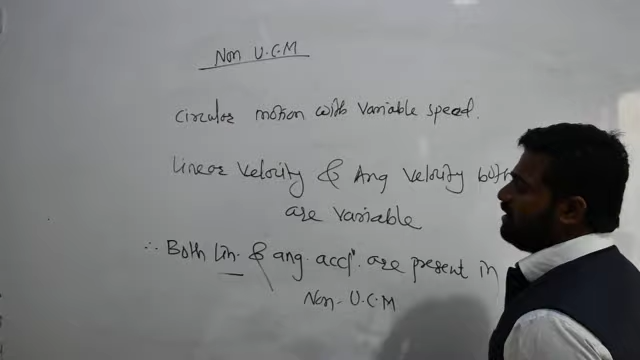 Non U.C.M
Circular motion with variable speed.
Linear velocity & Ang velocity both
are variable
∴ Both Lin. & ang. accⁿ. are present in
Non-U.C.M